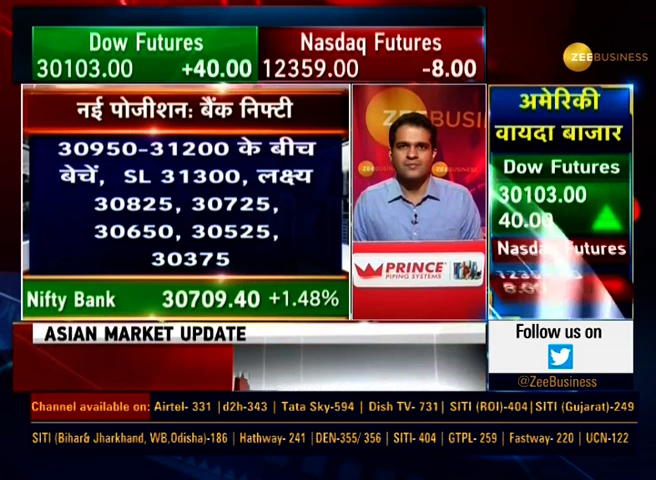 Dow Futures
30103.00 +40.00
Nasdaq Futures
12359.00 -8.00
ZEEBUSINESS
नई पोजीशन: बैंक निफ्टी
30950-31200 के बीच
बेचें, SL 31300, लक्ष्य
30825, 30725,
30650, 30525,
30375
Nifty Bank 30709.40 +1.48%
ZEE
BUSI
PRINCE
PIPING SYSTEMS
अमेरिकी
वायदा बाजार
Dow Futures
30103.00
40.00
Nasdaq Futures
ASIAN MARKET UPDATE
Follow us on
@ZeeBusiness
Channel available on: Airtel- 331 | d2h-343 | Tata Sky-594 | Dish TV- 731 | SITI (ROI)-404 | SITI (Gujarat)-249
SITI (Bihar& Jharkhand, WB,Odisha)-186 | Hathway- 241 | DEN-355/ 356 | SITI- 404 | GTPL- 259 | Fastway- 220 | UCN-122